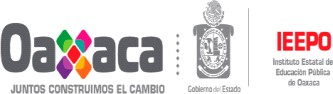 Oaxaca
JUNTOS CONSTRUIMOS EL CAMBIO
Gobierno del Estado
IEEPO
Instituto Estatal de
Educación Pública
de Oaxaca